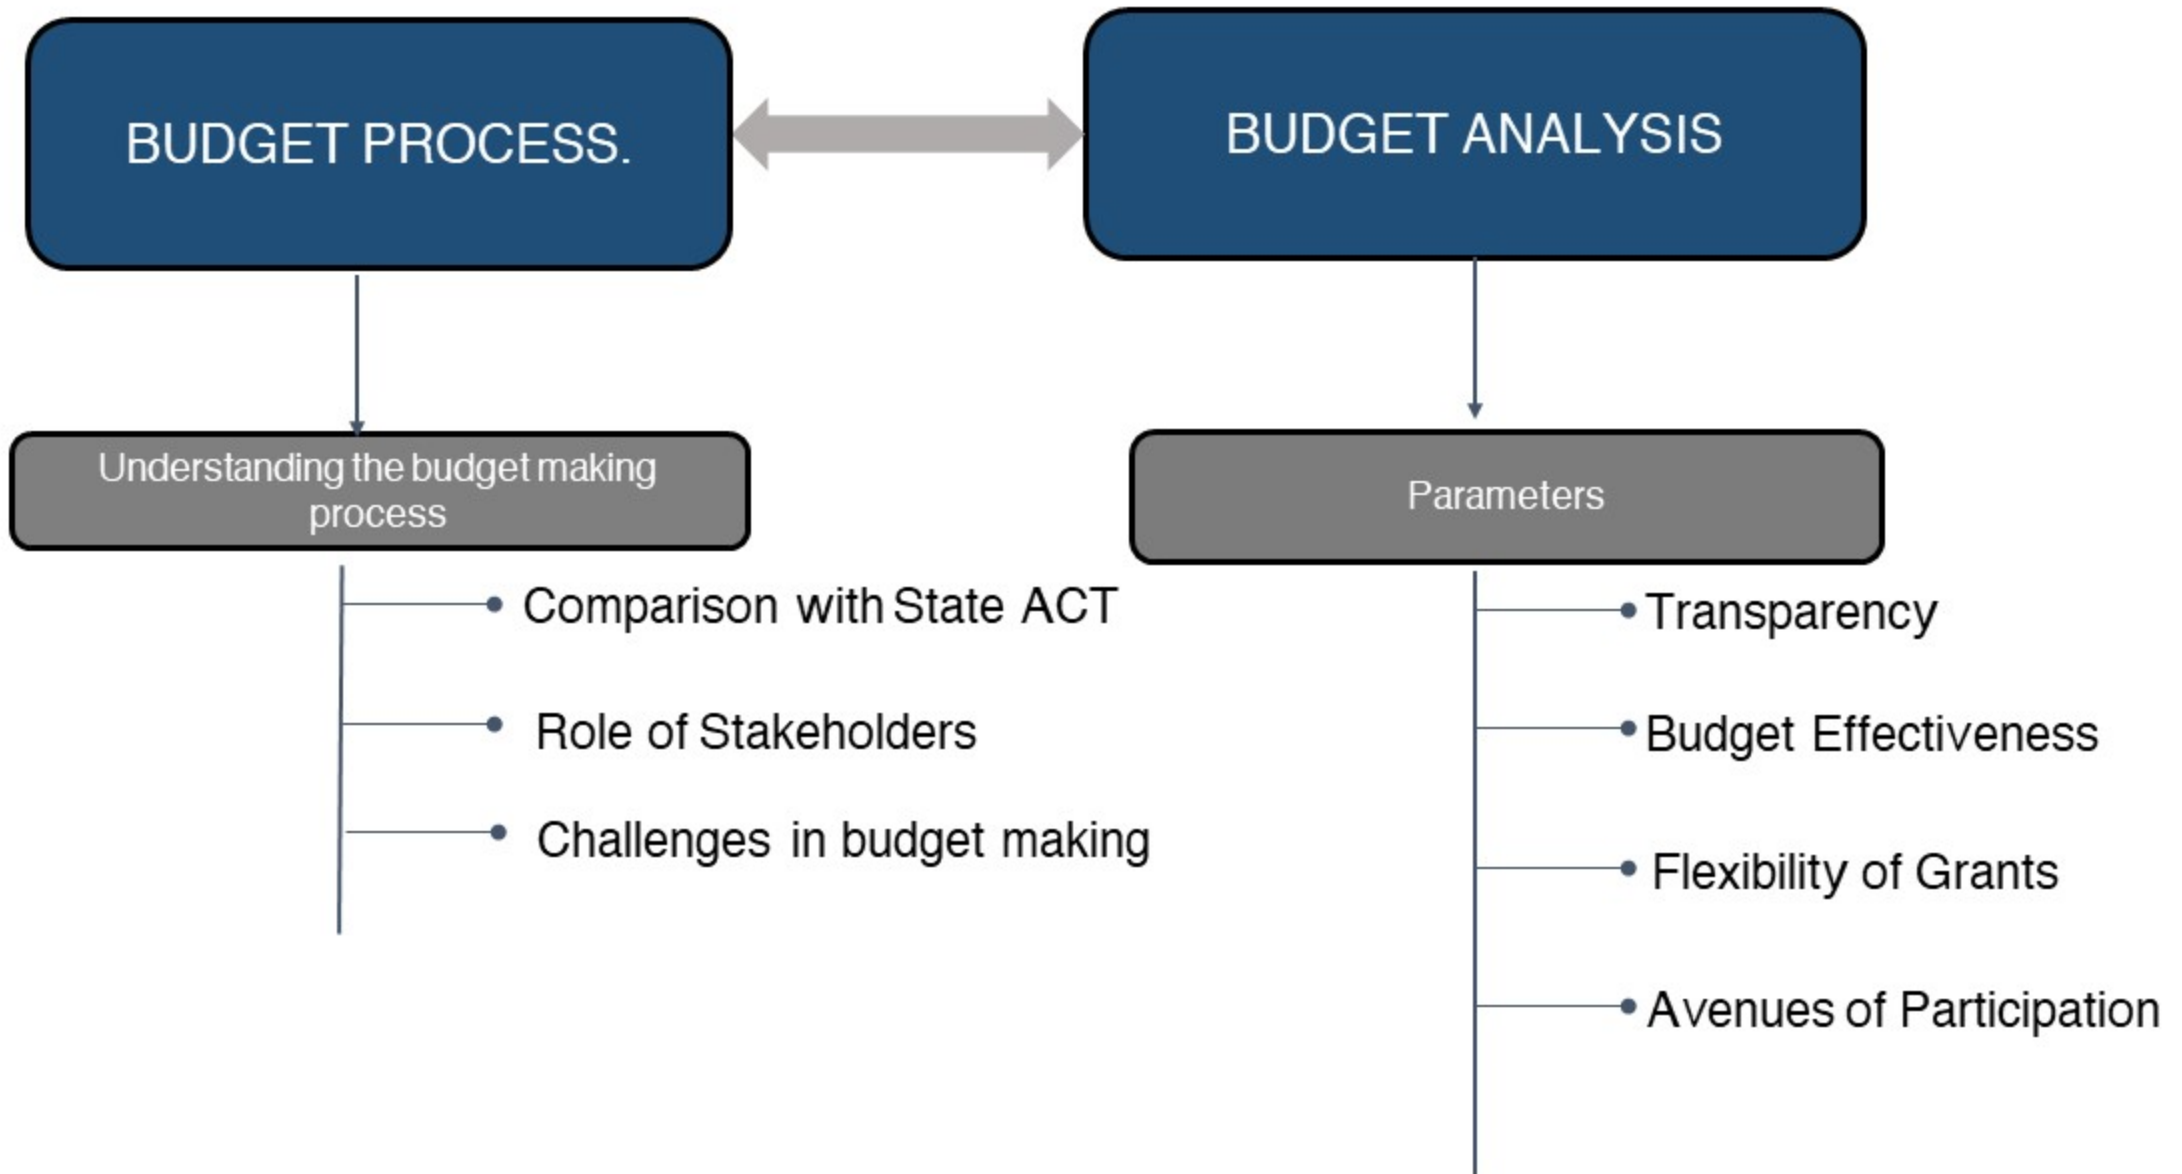 BUDGET PROCESS.
BUDGET ANALYSIS
Understanding the budget making
process
Comparison with State ACT
Role of Stakeholders
Challenges in budget making
Parameters
Transparency
Budget Effectiveness
Flexibility of Grants
Avenues of Participation